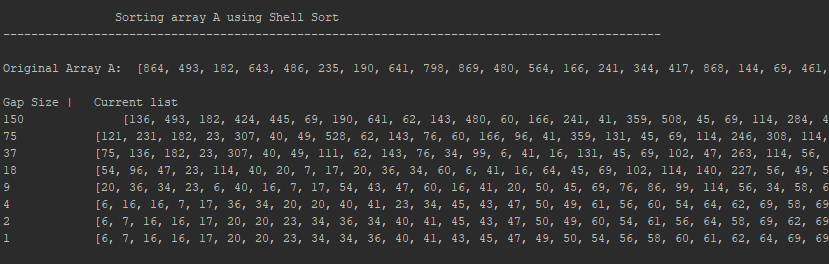 Sorting array A using Shell Sort
----------------------------------------------------------------------------------------------
Original Array A:  [864, 493, 182, 643, 486, 235, 190, 641, 798, 869, 480, 564, 166, 241, 344, 417, 868, 144, 69, 461,
Gap Size |   Current list
150              [136, 493, 182, 424, 445, 69, 190, 641, 62, 143, 480, 60, 166, 241, 41, 359, 508, 45, 69, 114, 284, 4
75           [121, 231, 182, 23, 307, 40, 49, 528, 62, 143, 76, 60, 166, 96, 41, 359, 131, 45, 69, 114, 246, 308, 114,
37           [75, 136, 182, 23, 307, 40, 49, 111, 62, 143, 76, 34, 99, 6, 41, 16, 131, 45, 69, 102, 47, 263, 114, 56,
18           [54, 96, 47, 23, 114, 40, 20, 7, 17, 20, 36, 34, 60, 6, 41, 16, 64, 45, 69, 102, 114, 140, 227, 56, 49, 5
9            [20, 36, 34, 23, 6, 40, 16, 7, 17, 54, 43, 47, 60, 16, 41, 20, 50, 45, 69, 76, 86, 99, 114, 56, 34, 58, 6
4            [6, 16, 16, 7, 17, 36, 34, 20, 20, 40, 41, 23, 34, 45, 43, 47, 50, 49, 61, 56, 60, 54, 64, 62, 69, 58, 69
2            [6, 7, 16, 16, 17, 20, 20, 23, 34, 36, 34, 40, 41, 45, 43, 47, 50, 49, 60, 54, 61, 56, 64, 58, 69, 62, 69
1            [6, 7, 16, 16, 17, 20, 20, 23, 34, 34, 36, 40, 41, 43, 45, 47, 49, 50, 54, 56, 58, 60, 61, 62, 64, 69, 69